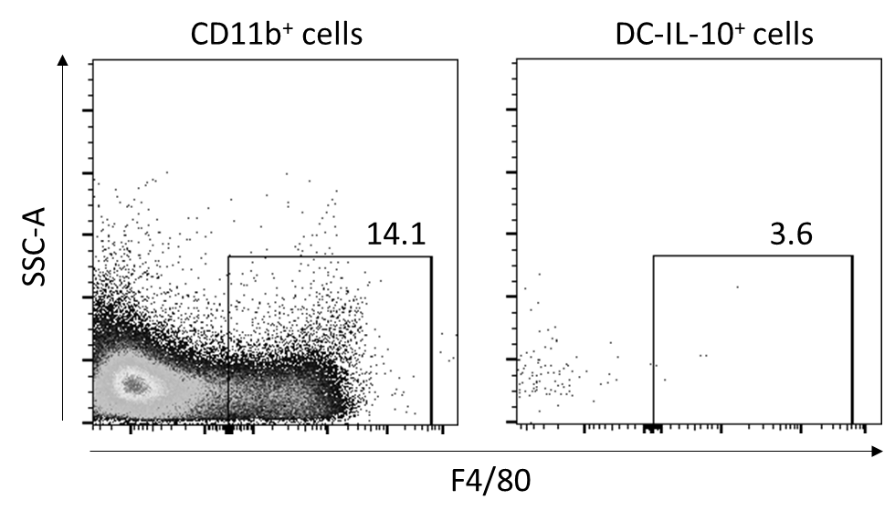 CD11b⁺ cells
DC-IL-10⁺ cells
14.1
3.6
SSC-A
F4/80